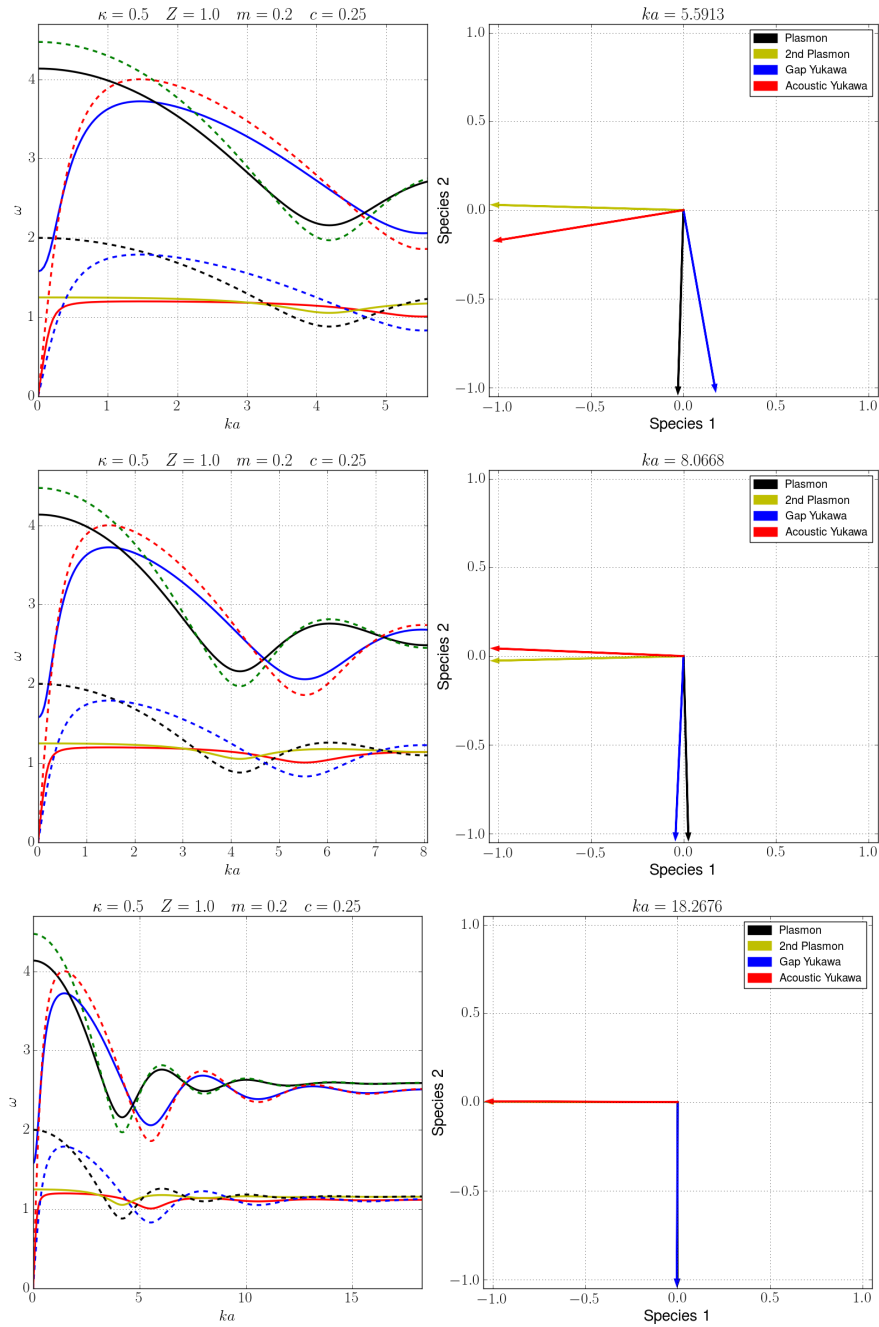 κ = 0.5 Z = 1.0 m = 0.2 c = 0.25
4
3
2
1
0
ω
0 1 2 3 4 5
ka
ka = 5.5913
Plasmon
2nd Plasmon
Gap Yukawa
Acoustic Yukawa
1.0
0.5
0.0
−0.5
−1.0
Species 2
−1.0 −0.5 0.0 0.5 1.0
Species 1
κ = 0.5 Z = 1.0 m = 0.2 c = 0.25
4
3
2
1
0
ω
0 1 2 3 4 5 6 7 8
ka
ka = 8.0668
Plasmon
2nd Plasmon
Gap Yukawa
Acoustic Yukawa
1.0
0.5
0.0
−0.5
−1.0
Species 2
−1.0 −0.5 0.0 0.5 1.0
Species 1
κ = 0.5 Z = 1.0 m = 0.2 c = 0.25
4
3
2
1
0
ω
0 5 10 15
ka
ka = 18.2676
Plasmon
2nd Plasmon
Gap Yukawa
Acoustic Yukawa
1.0
0.5
0.0
−0.5
−1.0
Species 2
−1.0 −0.5 0.0 0.5 1.0
Species 1